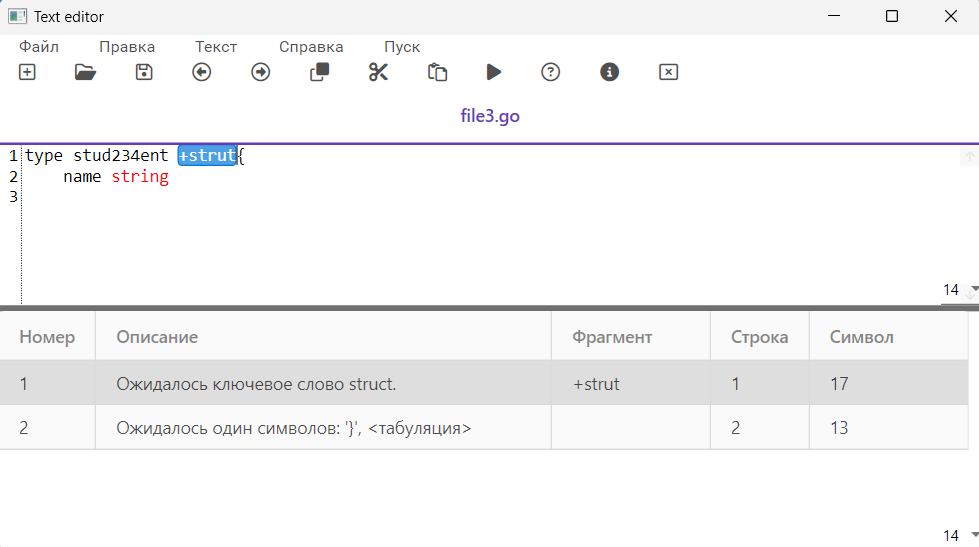 Text editor
Файл Правка Текст Справка Пуск
file3.go
1 type stud234ent +strut{
2 name string
3
14
Номер Описание Фрагмент Строка Символ
1 Ожидалось ключевое слово struct. +strut 1 17
2 Ожидалось один символов: '}', <табуляция> 2 13
14